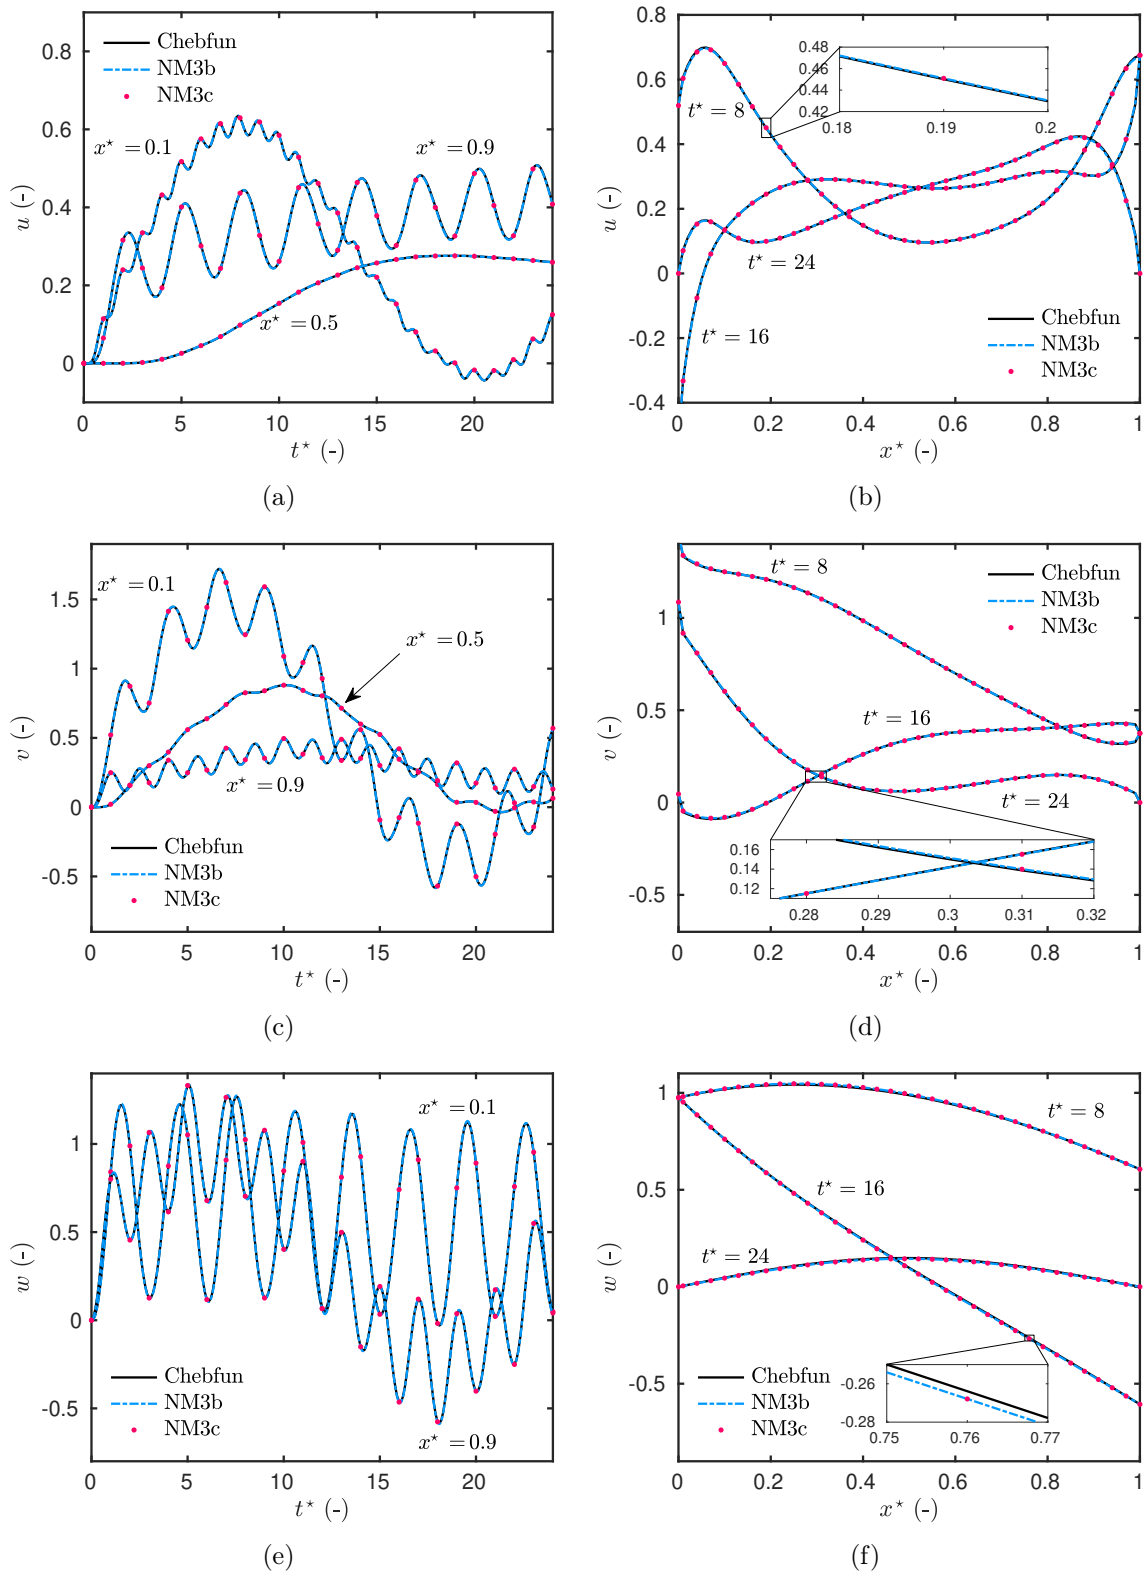 0.8
0.6
0.4
0.2
0
Chebfun
NM3b
NM3c
x⋆ = 0.1
x⋆ = 0.9
x⋆ = 0.5
u (-)
0 5 10 15 20
t⋆ (-)
(a)
0.8
0.6
0.4
0.2
0
-0.2
-0.4
0.48
0.46
0.44
0.42
0.18 0.19 0.2
t⋆ = 8
t⋆ = 24
t⋆ = 16
Chebfun
NM3b
NM3c
u (-)
0 0.2 0.4 0.6 0.8 1
x⋆ (-)
(b)
1.5
1
0.5
0
-0.5
x⋆ = 0.1
x⋆ = 0.5
x⋆ = 0.9
Chebfun
NM3b
NM3c
v (-)
0 5 10 15 20
t⋆ (-)
(c)
1
0.5
0
-0.5
t⋆ = 8
Chebfun
NM3b
NM3c
t⋆ = 16
t⋆ = 24
0.16
0.14
0.12
0.28 0.29 0.3 0.31 0.32
v (-)
0 0.2 0.4 0.6 0.8 1
x⋆ (-)
(d)
1
0.5
0
-0.5
x⋆ = 0.1
Chebfun
NM3b
NM3c
x⋆ = 0.9
w (-)
0 5 10 15 20
t⋆ (-)
(e)
1
0.5
0
-0.5
t⋆ = 8
t⋆ = 16
t⋆ = 24
Chebfun
NM3b
NM3c
-0.26
-0.28
0.75 0.76 0.77
w (-)
0 0.2 0.4 0.6 0.8 1
x⋆ (-)
(f)